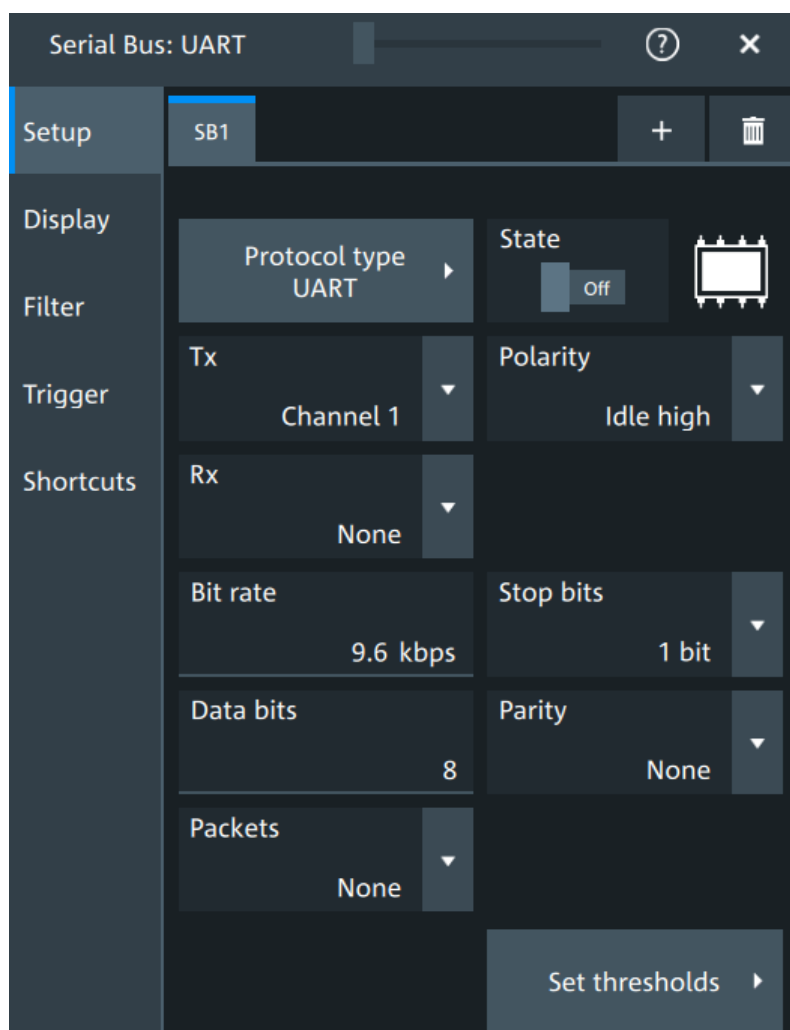 Serial Bus: UART
?
×
Setup
SB1
+
Display
Protocol type
UART
State
Off
Filter
Tx
Channel 1
Polarity
Idle high
Trigger
Rx
None
Shortcuts
Bit rate
9.6 kbps
Stop bits
1 bit
Data bits
8
Parity
None
Packets
None
Set thresholds